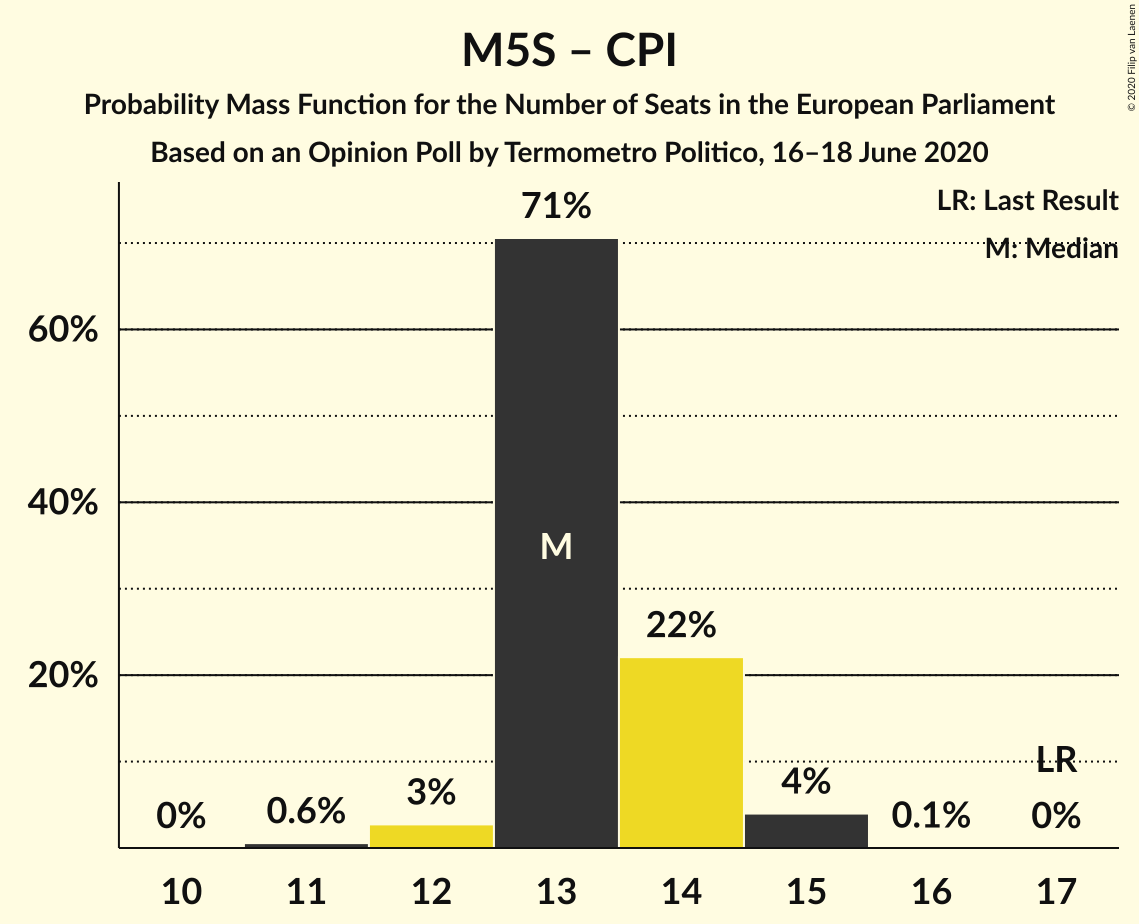 M5S – CPI
Probability Mass Function for the Number of Seats in the European Parliament
Based on an Opinion Poll by Termometro Politico, 16–18 June 2020
© 2020 Filip van Laenen
LR: Last Result
M: Median
71%
60%
40%
M
22%
20%
LR
0%
0.6%
3%
4%
0.1%
0%
10 11 12 13 14 15 16 17